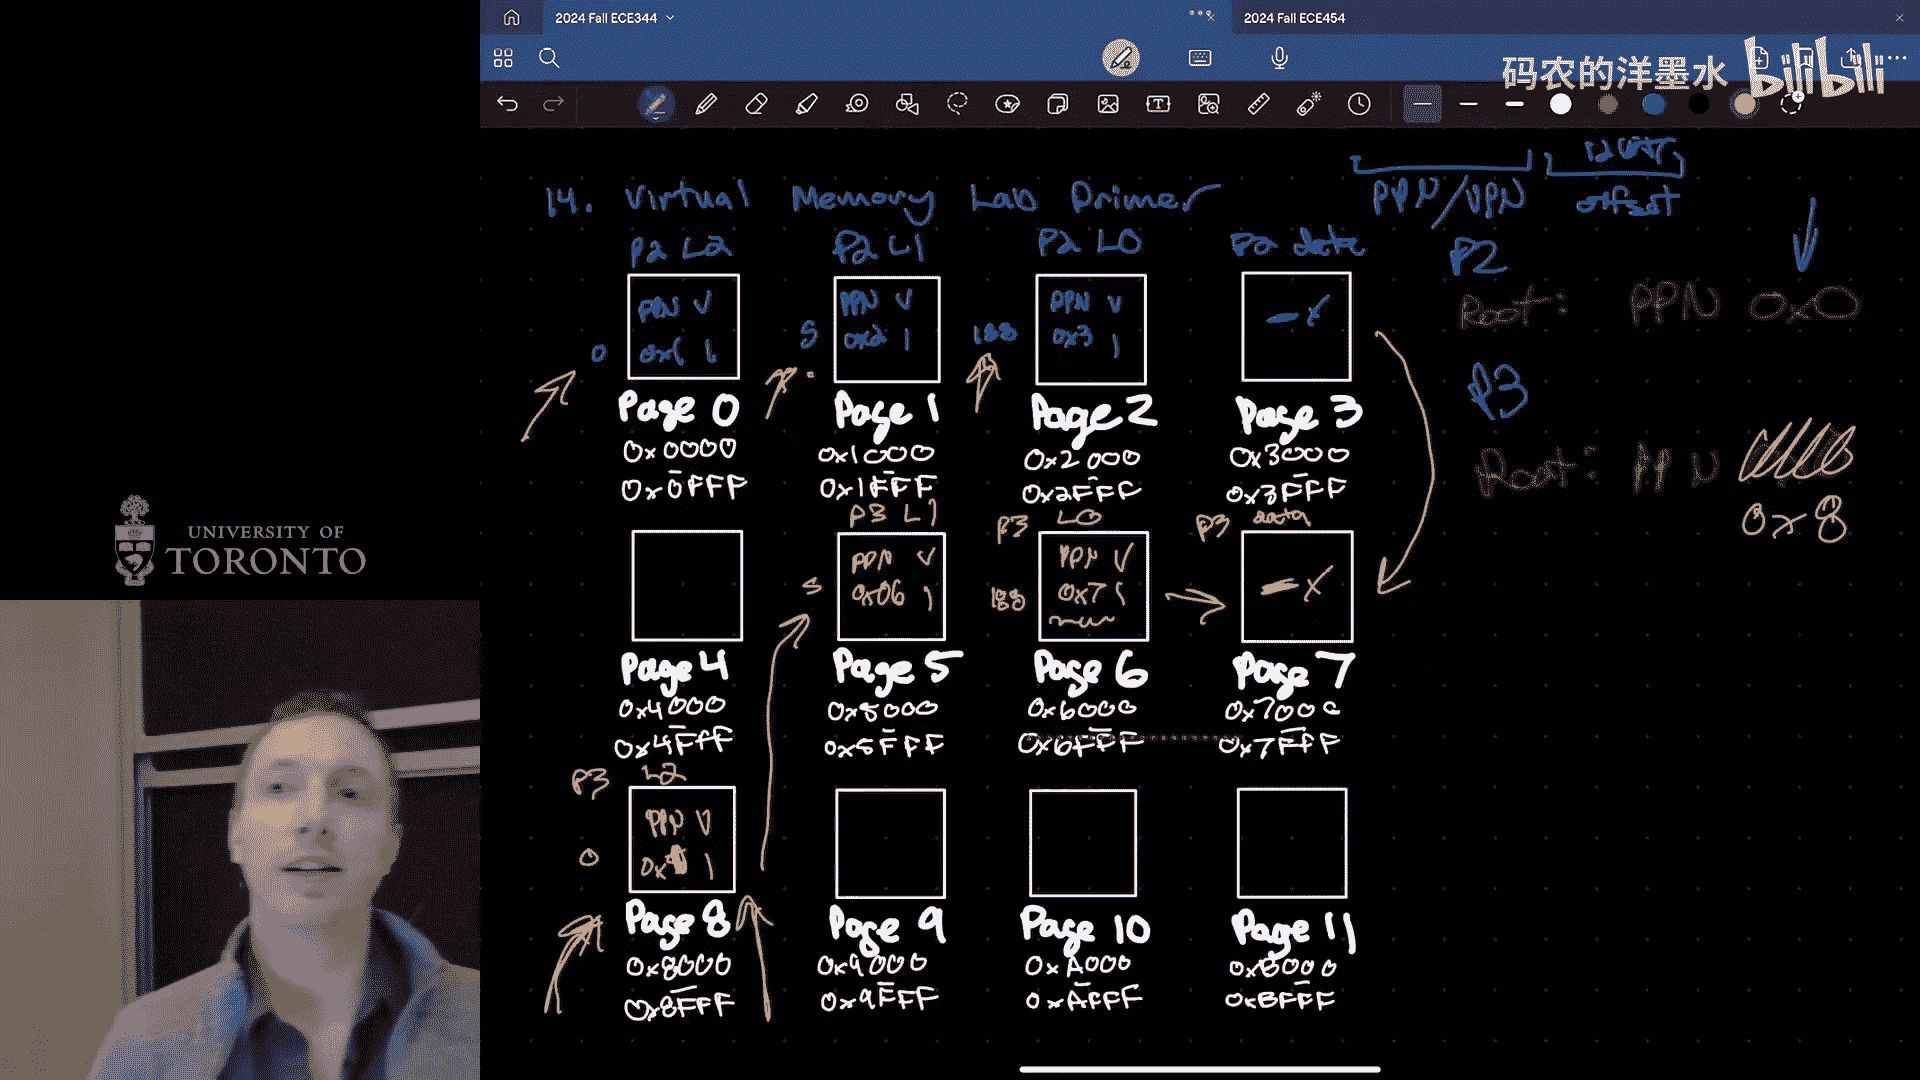 2024 Fall ECE344
2024 Fall ECE454
码农的洋墨水 bilibili
12 bits
PPN/VPN offset
14. Virtual Memory Lab Primer
P2 L2 P2 L1 P2 L0 P2 data
PPN V PPN V PPN V
0 0x1 1 5 0x2 1 188 0x3 1 X
Page 0 Page 1 Page 2 Page 3
0x0000 0x1000 0x2000 0x3000
0x0FFF 0x1FFF 0x2FFF 0x3FFF
P2
Root: PPN 0x0
P3
Root: PPN
0x8
P3 L1 P3 L0 P3 data
PPN V PPN V
5 0x06 1 188 0x7 1 X
Page 4 Page 5 Page 6 Page 7
0x4000 0x5000 0x6000 0x7000
0x4FFF 0x5FFF 0x6FFF 0x7FFF
P3 L2
PPN V
0 1
Page 8 Page 9 Page 10 Page 11
0x8000 0x9000 0xA000 0xB000
0x8FFF 0x9FFF 0xAFFF 0xBFFF
UNIVERSITY OF
TORONTO